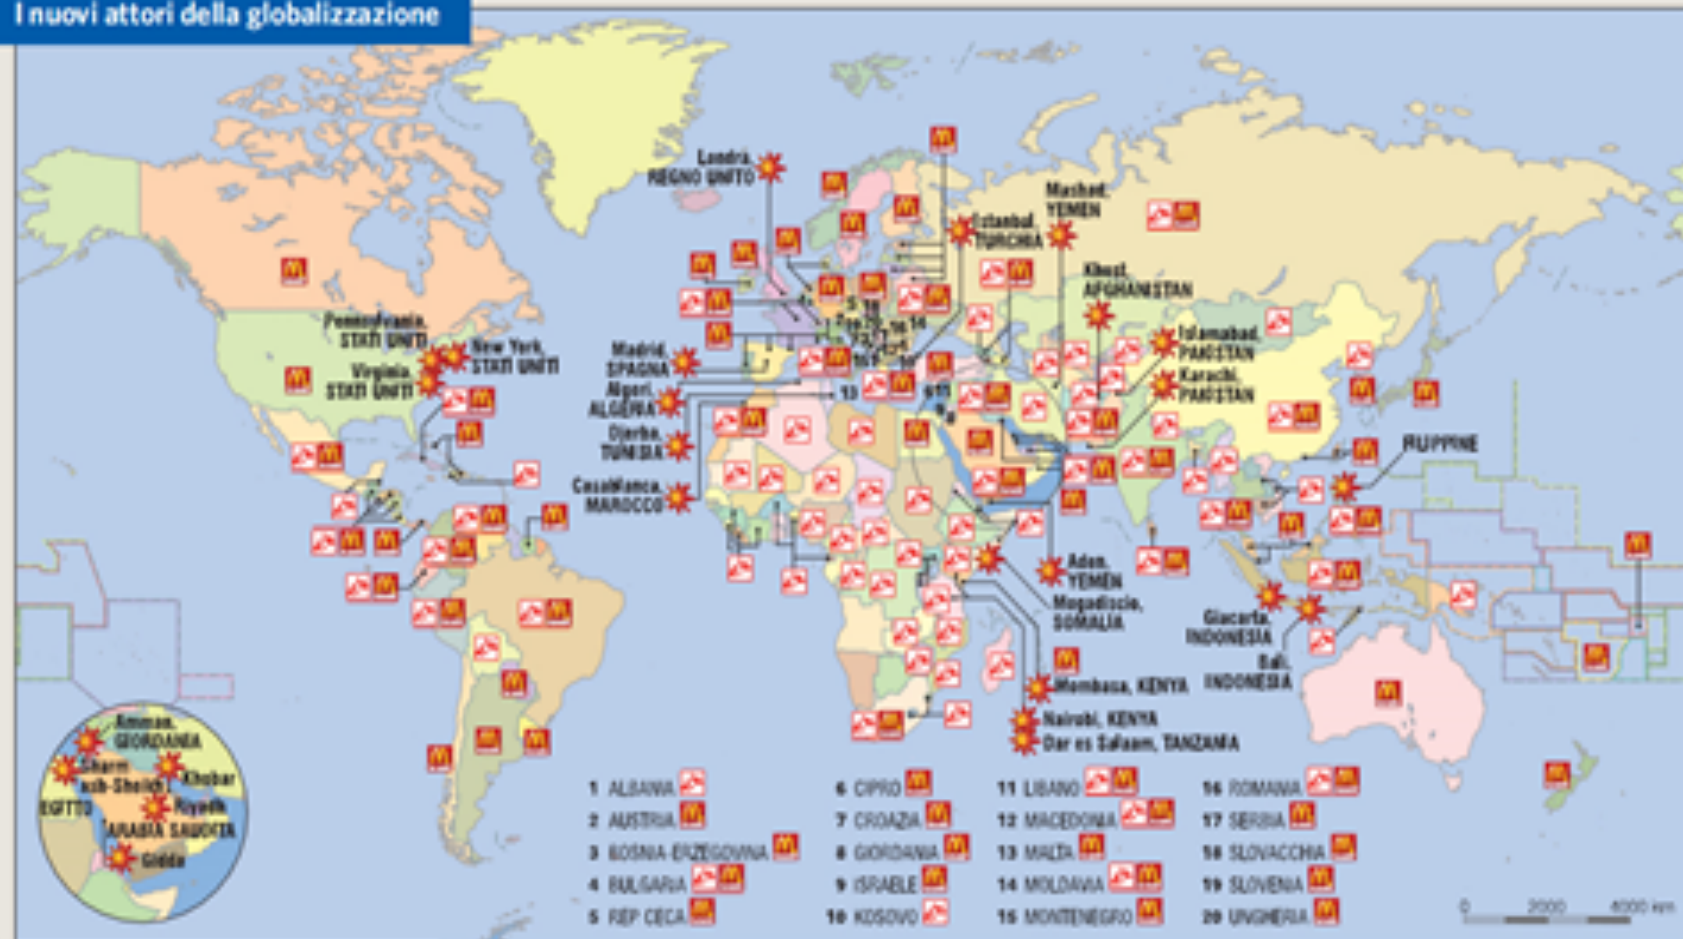 I nuovi attori della globalizzazione
Londra,
REGNO UNITO
Istanbul,
TURCHIA
Mashad,
YEMEN
Khost,
AFGHANISTAN
Islamabad,
PAKISTAN
Karachi,
PAKISTAN
FILIPPINE
Pennsylvania,
STATI UNITI
New York,
STATI UNITI
Virginia,
STATI UNITI
Madrid,
SPAGNA
Algeri,
ALGERIA
Djerba,
TUNISIA
Casablanca,
MAROCCO
13
Aden,
YEMEN
Mogadiscio,
SOMALIA
Giacarta,
INDONESIA
Bali,
INDONESIA
Mombasa, KENYA
Nairobi, KENYA
Dar es Salaam, TANZANIA
Amman,
GIORDANIA
Sharm
ash-Sheikh
EGITTO
Khobar
Riyadh
ARABIA SAUDITA
Gidda
1 ALBANIA
2 AUSTRIA
3 BOSNIA-ERZEGOVINA
4 BULGARIA
5 REP CECA
6 CIPRO
7 CROAZIA
8 GIORDANIA
9 ISRAELE
10 KOSOVO
11 LIBANO
12 MACEDONIA
13 MALTA
14 MOLDAVIA
15 MONTENEGRO
16 ROMANIA
17 SERBIA
18 SLOVACCHIA
19 SLOVENIA
20 UNGHERIA
0 2000 4000 km